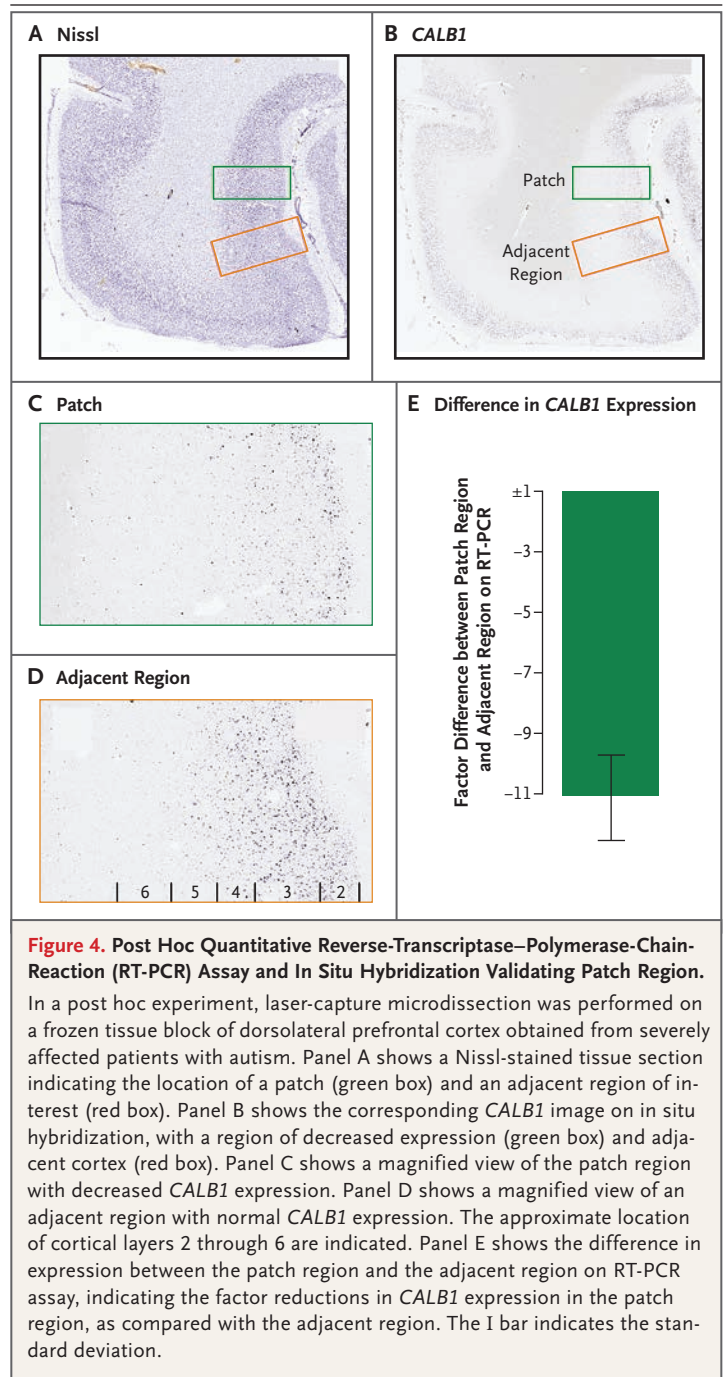 A Nissl
B CALB1
Patch
Adjacent
Region
C Patch
E Difference in CALB1 Expression
Factor Difference between Patch Region
and Adjacent Region on RT-PCR
±1
−3
−5
−7
−9
−11
D Adjacent Region
6 5 4 3 2
Figure 4. Post Hoc Quantitative Reverse-Transcriptase–Polymerase-Chain-
Reaction (RT-PCR) Assay and In Situ Hybridization Validating Patch Region.
In a post hoc experiment, laser-capture microdissection was performed on
a frozen tissue block of dorsolateral prefrontal cortex obtained from severely
affected patients with autism. Panel A shows a Nissl-stained tissue section
indicating the location of a patch (green box) and an adjacent region of in-
terest (red box). Panel B shows the corresponding CALB1 image on in situ
hybridization, with a region of decreased expression (green box) and adja-
cent cortex (red box). Panel C shows a magnified view of the patch region
with decreased CALB1 expression. Panel D shows a magnified view of an
adjacent region with normal CALB1 expression. The approximate location
of cortical layers 2 through 6 are indicated. Panel E shows the difference in
expression between the patch region and the adjacent region on RT-PCR
assay, indicating the factor reductions in CALB1 expression in the patch
region, as compared with the adjacent region. The I bar indicates the stan-
dard deviation.